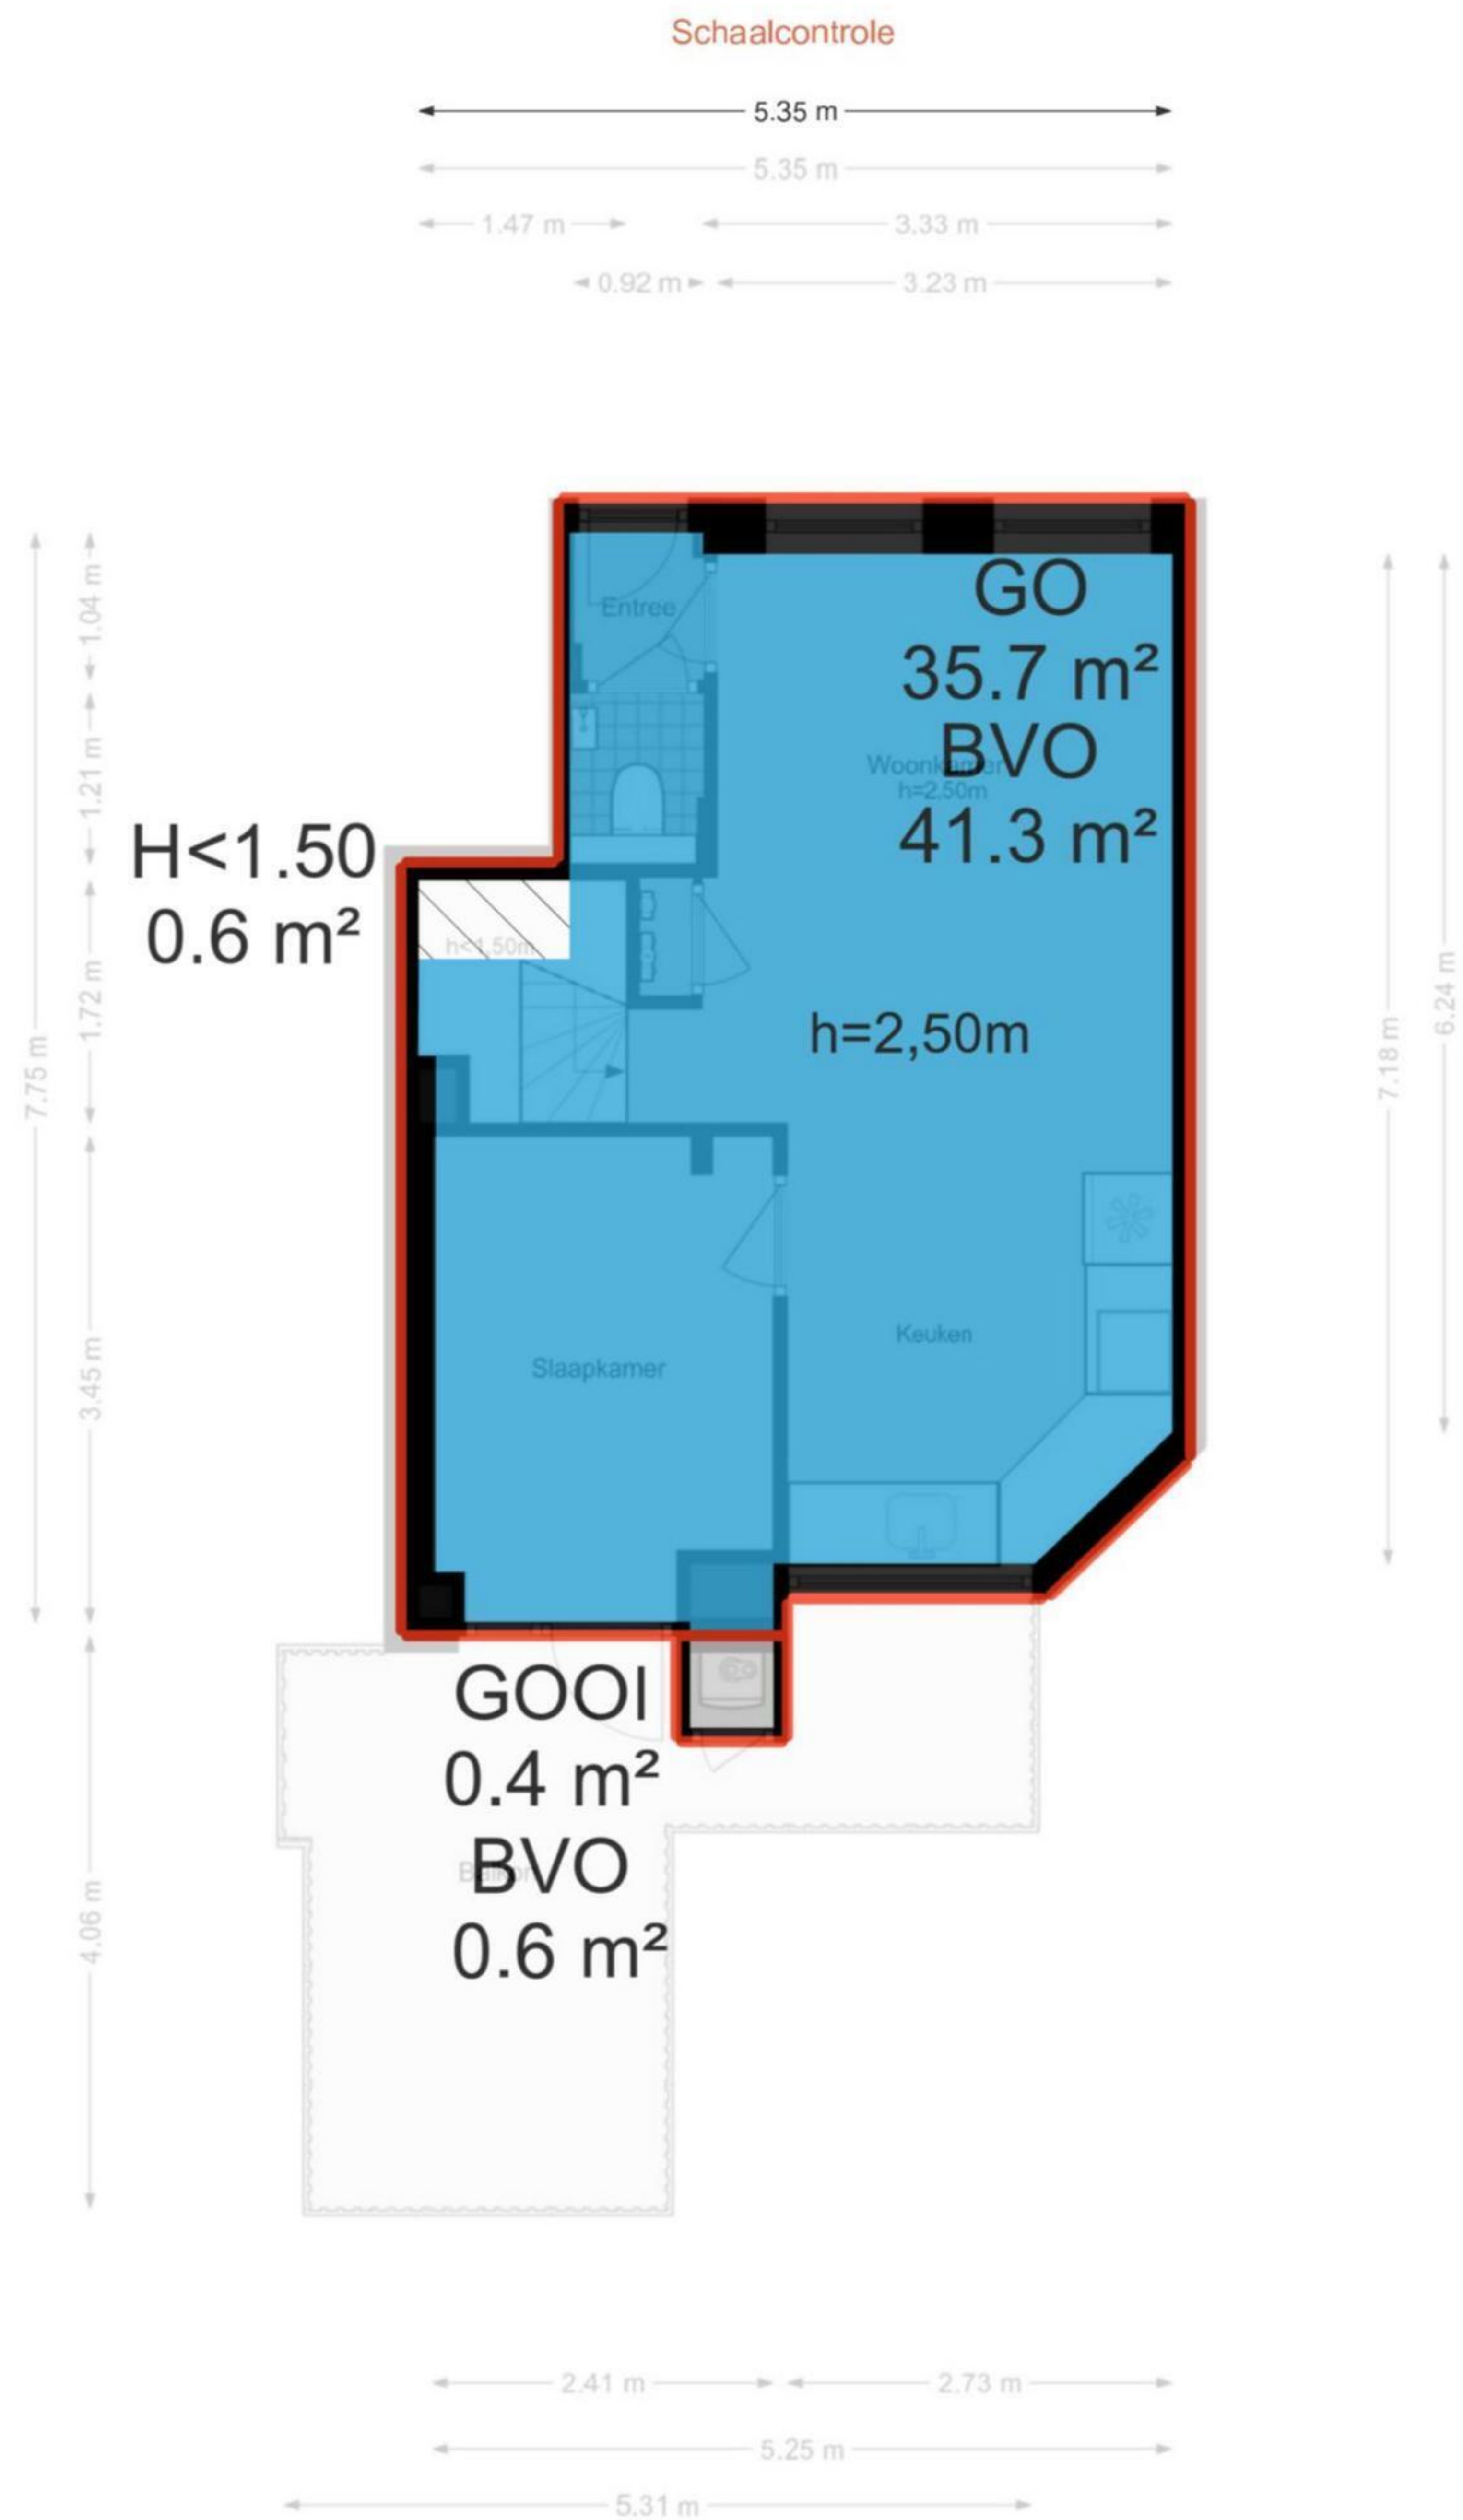 Schaalcontrole
5.35 m
5.35 m
1.47 m
3.33 m
0.92 m
3.23 m
Entree
GO
35.7 m²
BVO
41.3 m²
Woonkamer
h=2,50m
H<1.50
0.6 m²
h<1,50m
h=2,50m
Slaapkamer
Keuken
GOOI
0.4 m²
BVO
0.6 m²
Balkon
7.75 m
1.04 m
1.21 m
1.72 m
3.45 m
4.06 m
7.18 m
6.24 m
2.41 m
2.73 m
5.25 m
5.31 m